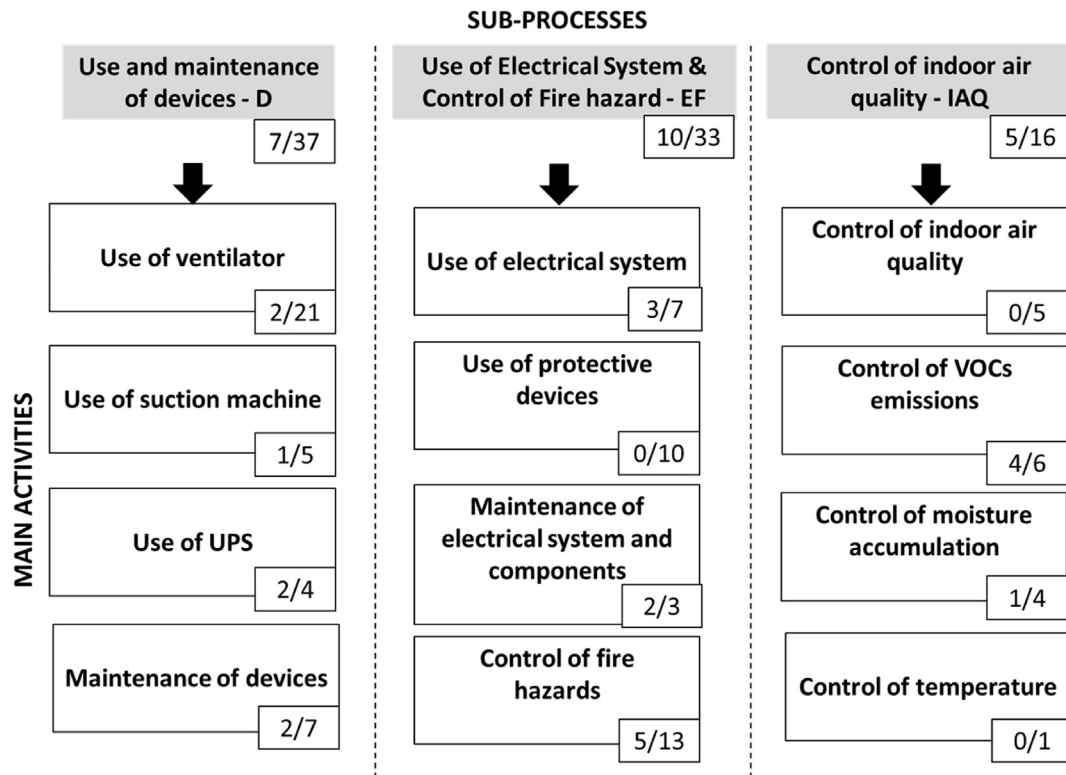 SUB-PROCESSES
Use and maintenance
of devices - D
7/37
Use of Electrical System &
Control of Fire hazard - EF
10/33
Control of indoor air
quality - IAQ
5/16
MAIN ACTIVITIES
Use of ventilator
2/21
Use of suction machine
1/5
Use of UPS
2/4
Maintenance of devices
2/7
Use of electrical system
3/7
Use of protective
devices
0/10
Maintenance of
electrical system and
components
2/3
Control of fire
hazards
5/13
Control of indoor air
quality
0/5
Control of VOCs
emissions
4/6
Control of moisture
accumulation
1/4
Control of temperature
0/1